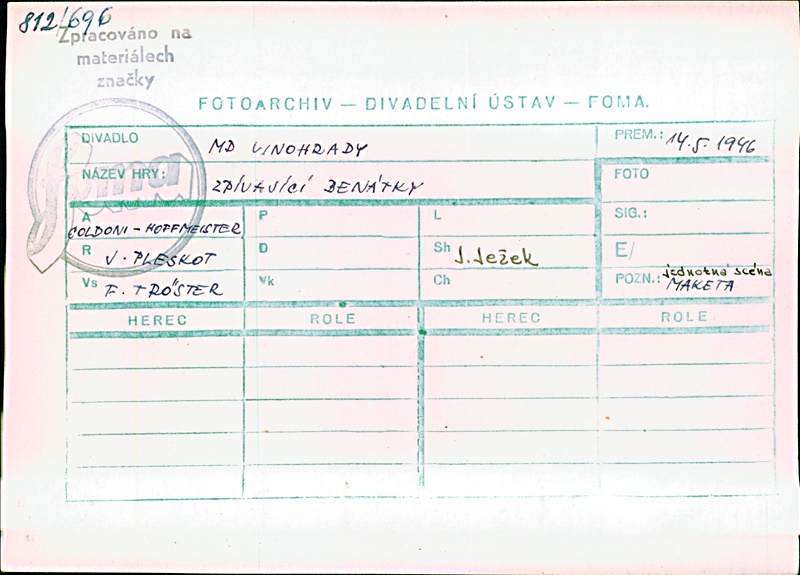 812/696
Zpracováno na
materiálech
značky
foma
FOTOARCHIV — DIVADELNÍ ÚSTAV — FOMA.
DIVADLO MD VINOHRADY PREM.: 14.5.1946
NÁZEV HRY: ZPÍVAJÍCÍ BENÁTKY FOTO
A GOLDONI - HOFFMEISTER P L SIG.:
R J. PLESKOT D Sh J. Ježek E/
Vs F. TRÖSTER Vk Ch POZN.: jednotná scéna
MAKETA
HEREC ROLE HEREC ROLE